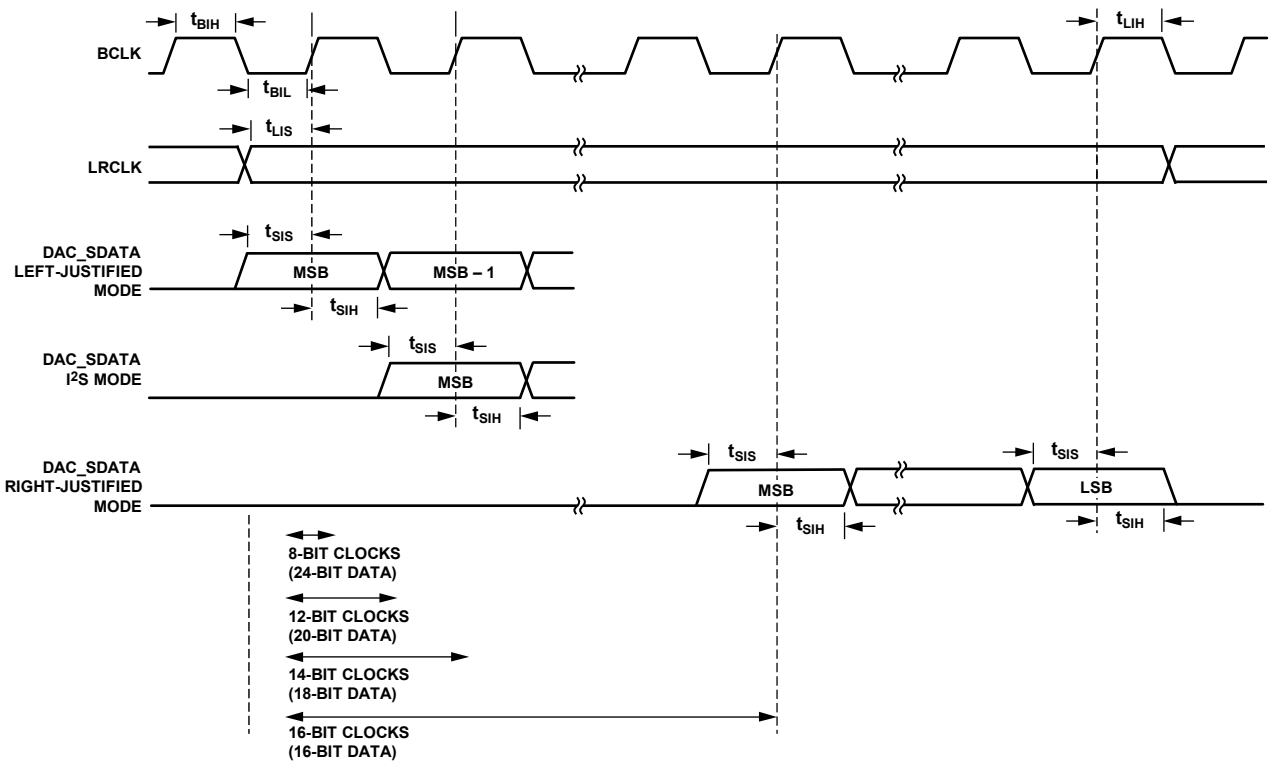 tBIH
tLIH
BCLK
tBIL
tLIS
LRCLK
tSIS
DAC_SDATA
LEFT-JUSTIFIED
MODE
MSB
MSB – 1
tSIH
tSIS
DAC_SDATA
I²S MODE
MSB
tSIH
DAC_SDATA
RIGHT-JUSTIFIED
MODE
tSIS
tSIS
MSB
LSB
tSIH
tSIH
8-BIT CLOCKS
(24-BIT DATA)
12-BIT CLOCKS
(20-BIT DATA)
14-BIT CLOCKS
(18-BIT DATA)
16-BIT CLOCKS
(16-BIT DATA)